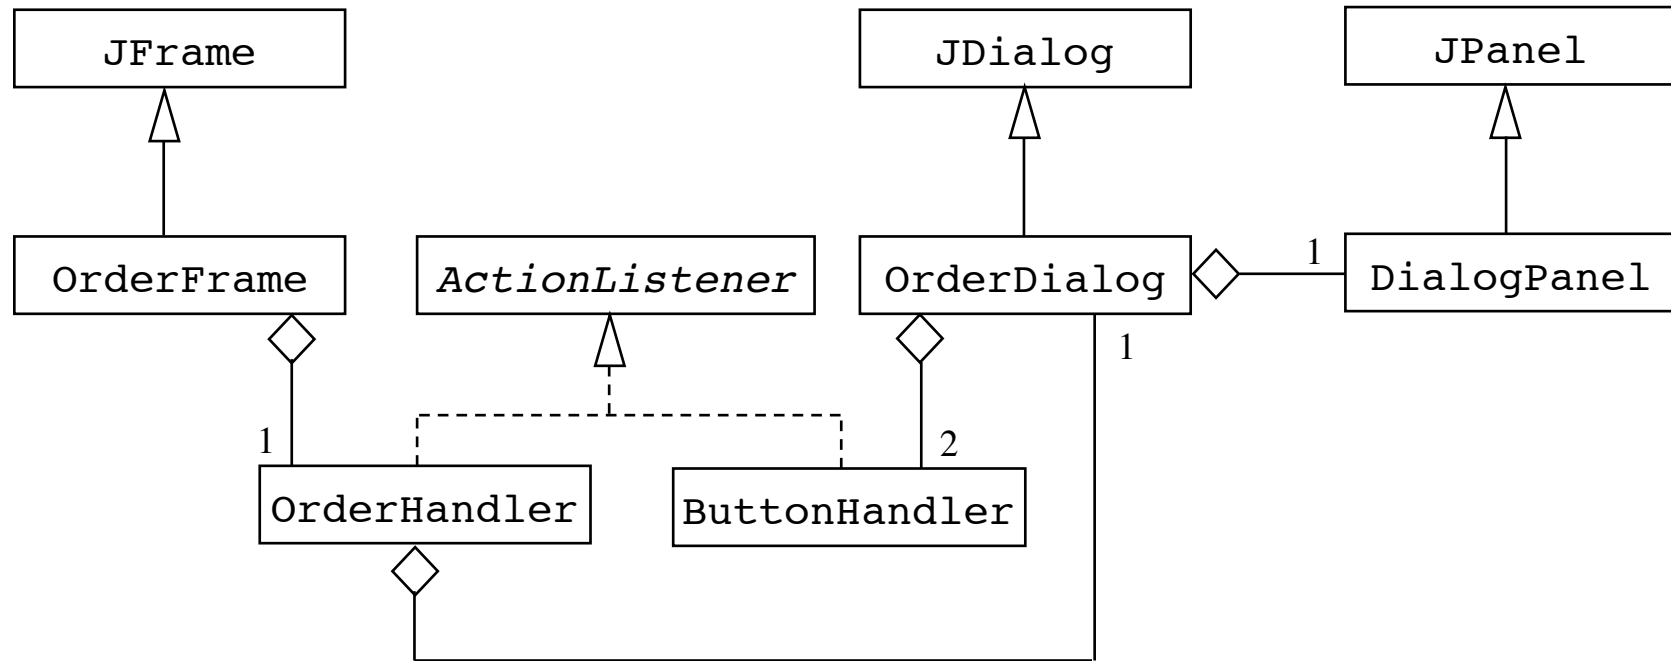 JFrame
JDialog
JPanel
OrderFrame
ActionListener
OrderDialog
1
DialogPanel
1
1
2
OrderHandler
ButtonHandler